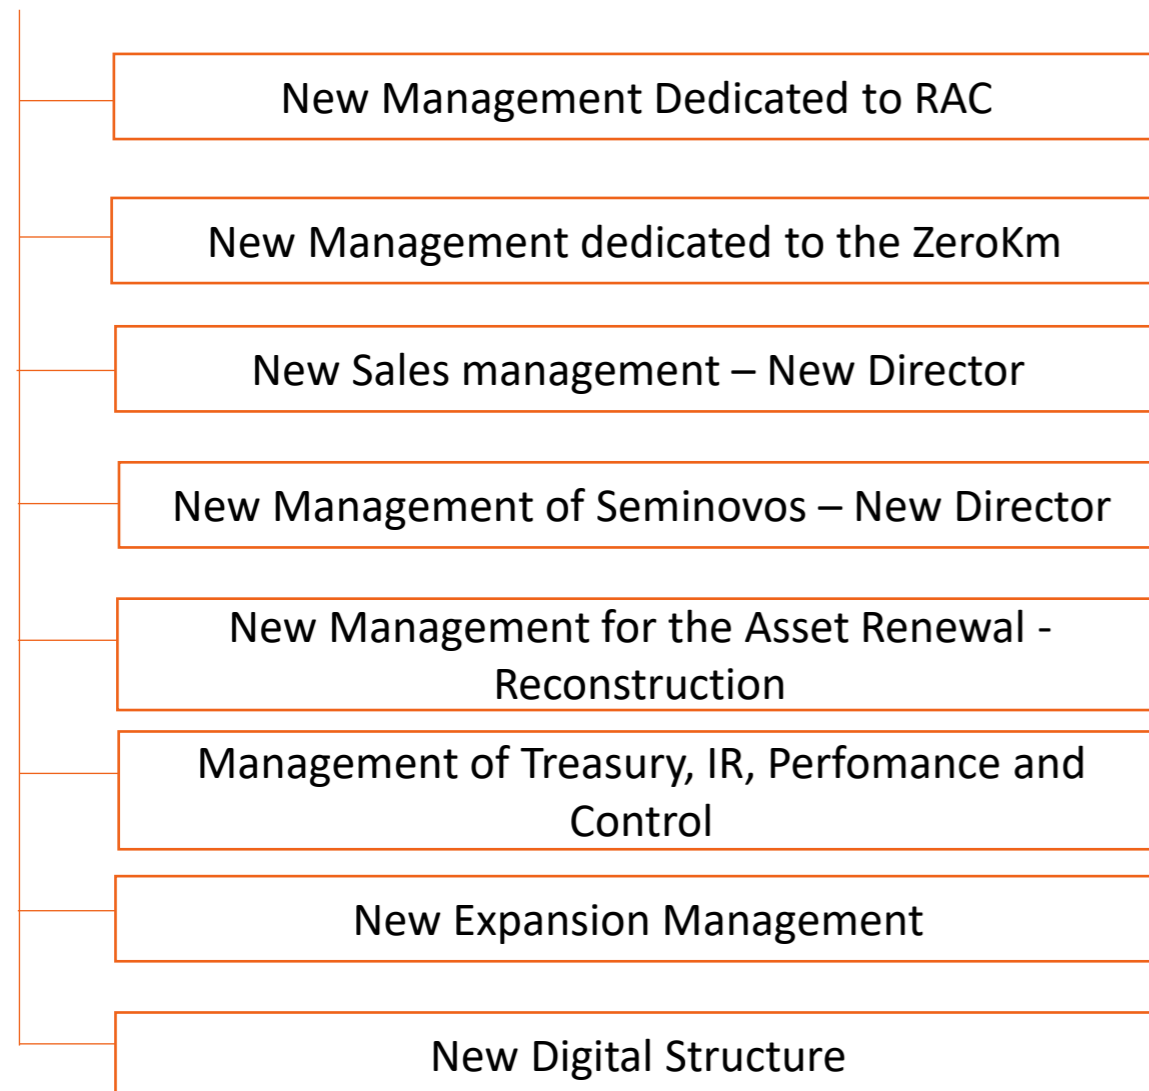 New Management Dedicated to RAC
New Management dedicated to the ZeroKm
New Sales management – New Director
New Management of Seminovos – New Director
New Management for the Asset Renewal -
Reconstruction
Management of Treasury, IR, Perfomance and
Control
New Expansion Management
New Digital Structure